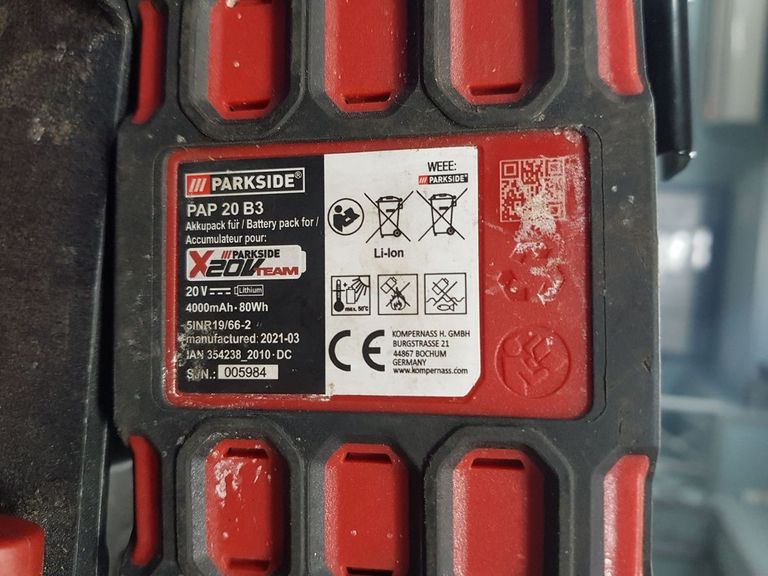 /// PARKSIDE®
PAP 20 B3
Akkupack für / Battery pack for /
Accumulateur pour:
/// PARKSIDE
X20V TEAM
20 V Lithium
4000mAh · 80Wh
5INR19/66-2
manufactured: 2021-03
IAN 354238_2010 · DC
S./N.: 005984
WEEE:
/// PARKSIDE®
Li-Ion
max. 50°C
CE
KOMPERNASS H. GMBH
BURGSTRASSE 21
44867 BOCHUM
GERMANY
www.kompernass.com